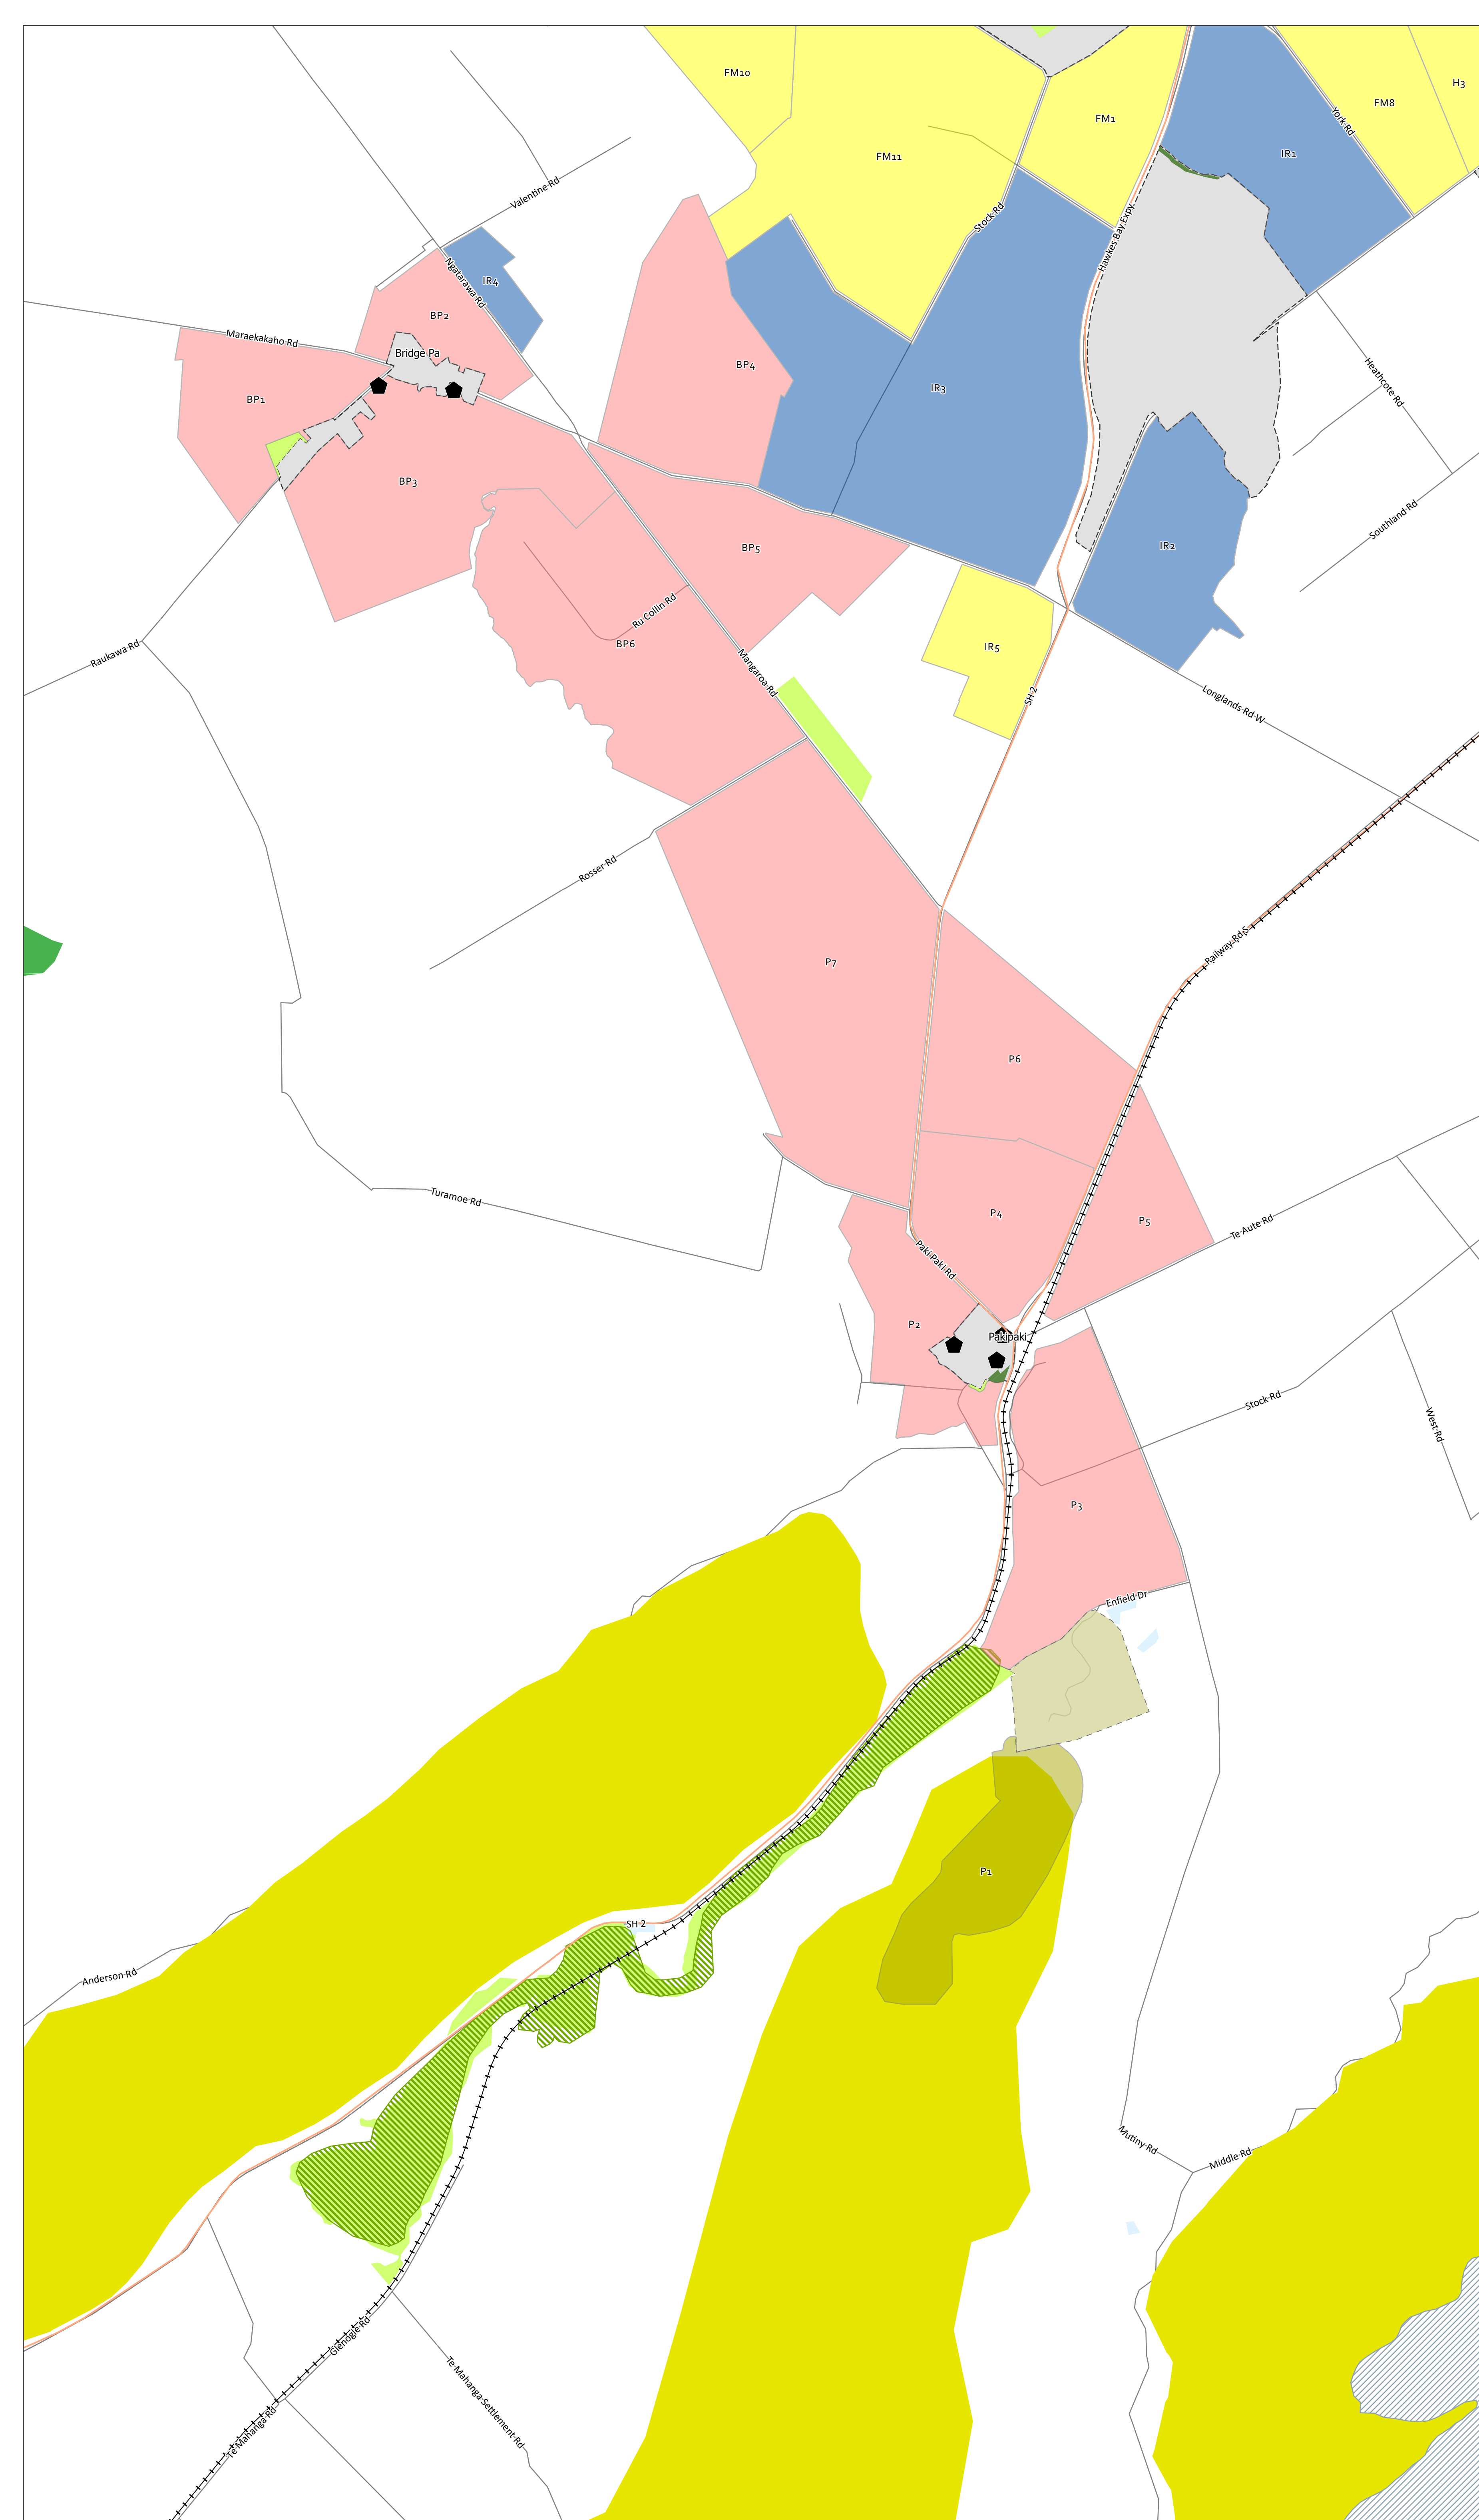 FM10
H3
FM8
FM1
York Rd
FM11
IR1
Valentine Rd
Stock Rd
Hawkes Bay Expy
Ngatarawa Rd
IR4
BP2
Maraekakaho Rd
Bridge Pa
BP4
Heathcote Rd
IR3
BP1
BP3
Southland Rd
BP5
IR2
Ru Collin Rd
BP6
IR5
Raukawa Rd
Mangaroa Rd
SH 2
Longlands Rd W
Rosser Rd
Railway Rd S
P7
P6
Turamoe Rd
P4
P5
Te Aute Rd
Paki Paki Rd
P2
Pakipaki
Stock Rd
West Rd
P3
Enfield Dr
P1
SH 2
Anderson Rd
Mutiny Rd
Middle Rd
Glenogle Rd
Te Mahanga Settlement Rd
Te Mahanga Rd